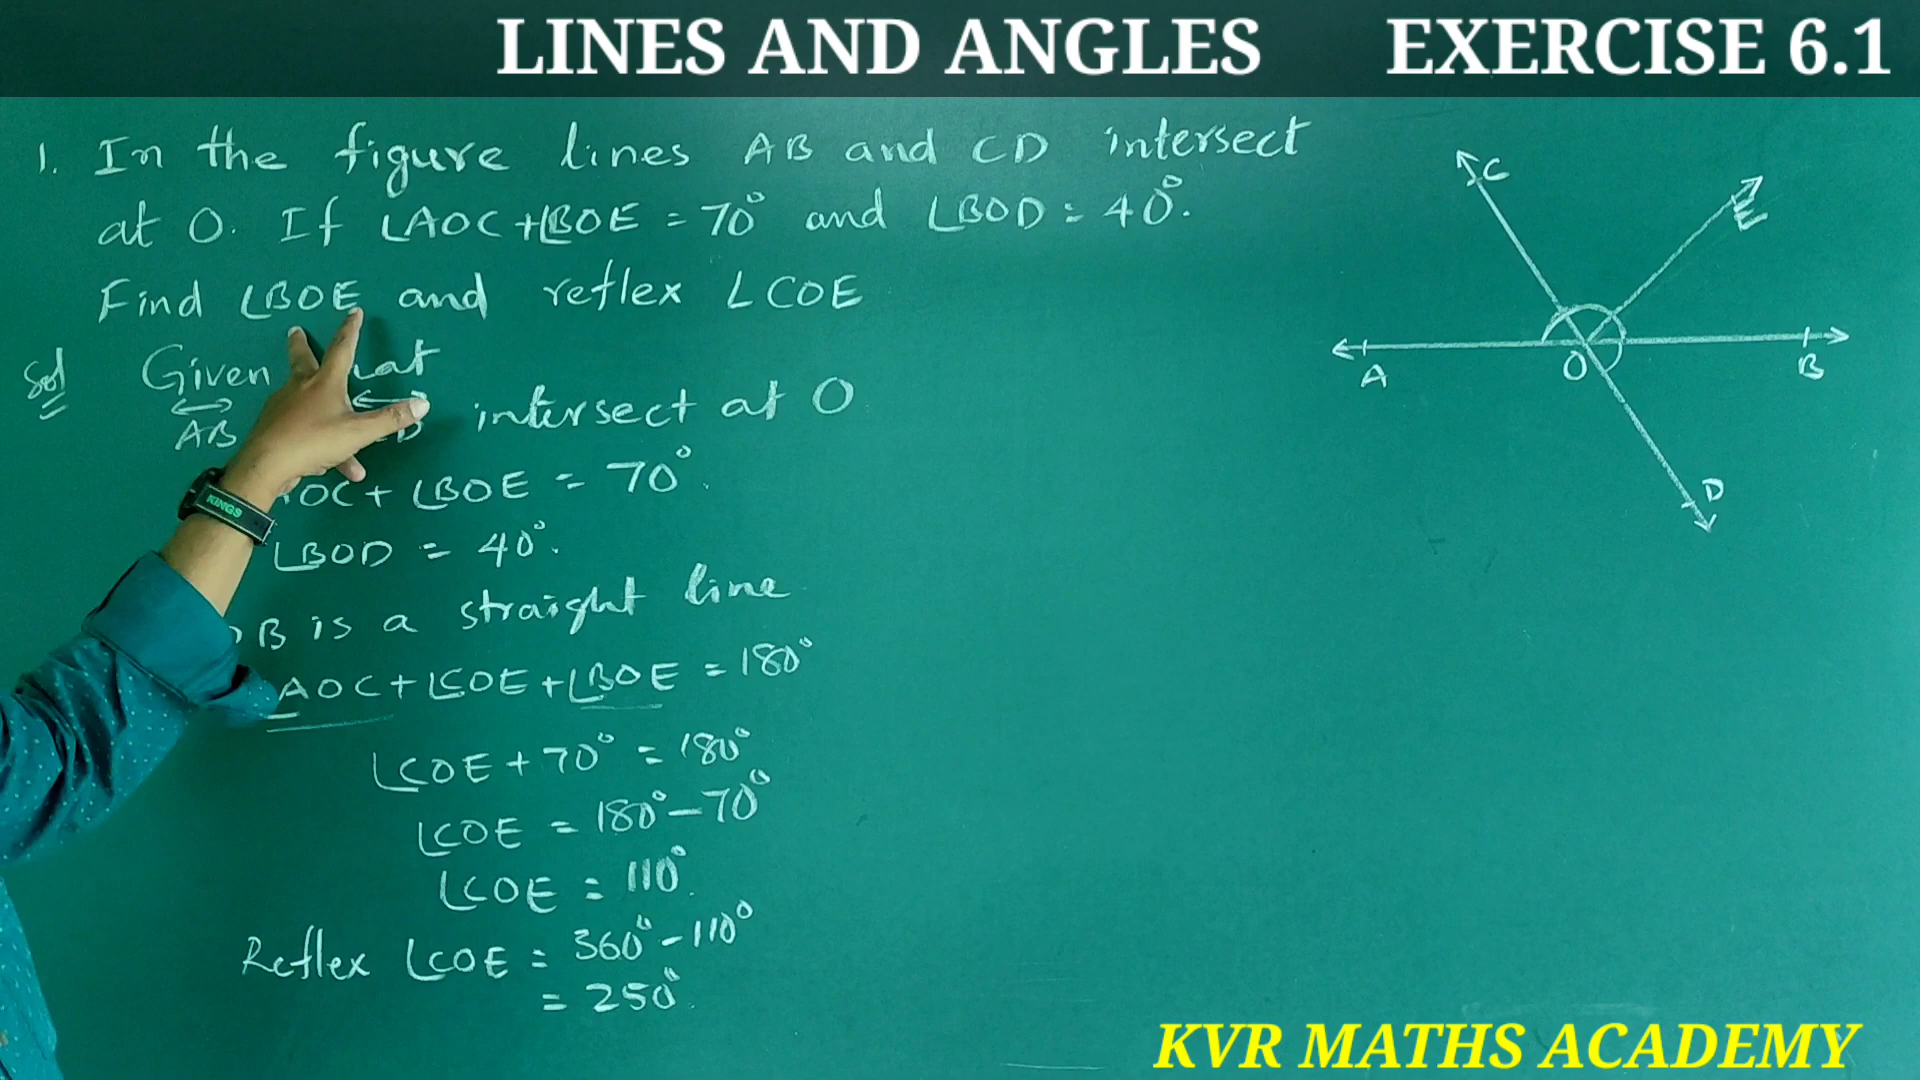 LINES AND ANGLES EXERCISE 6.1
1. In the figure lines AB and CD intersect
at O. If ∠AOC+∠BOE = 70° and ∠BOD = 40°.
Find ∠BOE and reflex ∠COE
Sol Given
AB intersect at O
OC + ∠BOE = 70°.
∠BOD = 40°.
B is a straight line
AOC+∠COE+∠BOE = 180°
∠COE + 70° = 180°
∠COE = 180° - 70°
∠COE = 110°.
Reflex ∠COE = 360° - 110°
= 250°.
C
E
A
O
B
D
KINGS
KVR MATHS ACADEMY